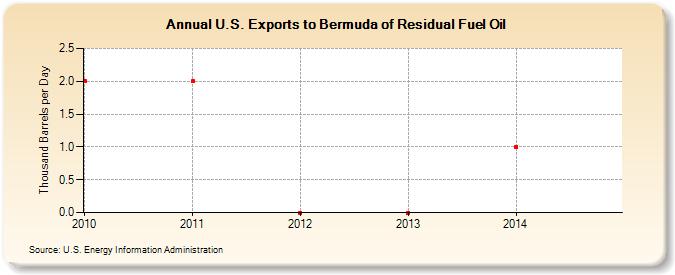 Annual U.S. Exports to Bermuda of Residual Fuel Oil
Thousand Barrels per Day
2.5
2.0
1.5
1.0
0.5
0.0
2010 2011 2012 2013 2014
Source: U.S. Energy Information Administration